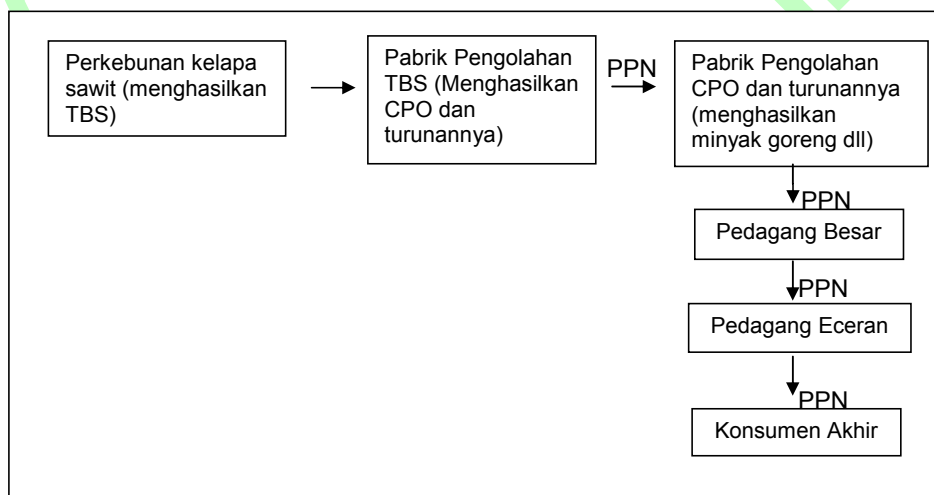 Perkebunan kelapa
sawit (menghasilkan
TBS)
Pabrik Pengolahan
TBS (Menghasilkan
CPO dan
turunannya)
PPN
Pabrik Pengolahan
CPO dan turunannya
(menghasilkan
minyak goreng dll)
PPN
Pedagang Besar
PPN
Pedagang Eceran
PPN
Konsumen Akhir